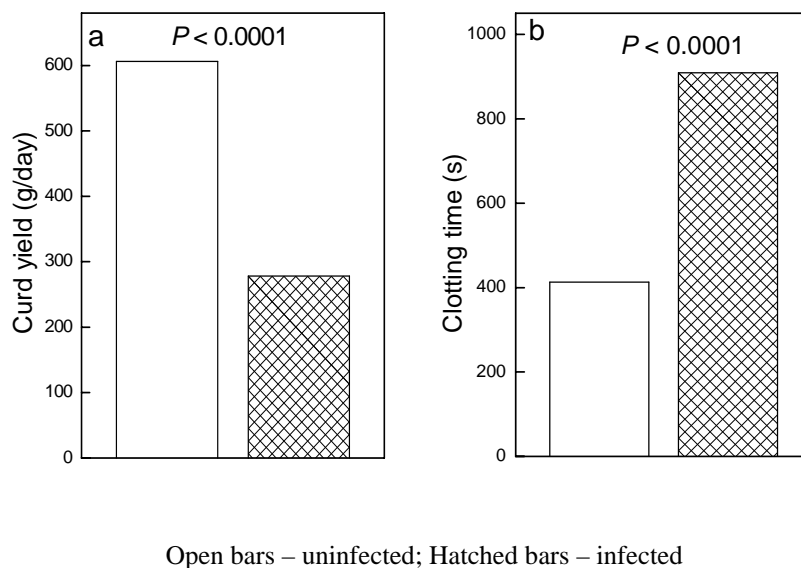 a
P < 0.0001
Curd yield (g/day)
600
500
400
300
200
100
0
b
P < 0.0001
Clotting time (s)
1000
800
600
400
200
0
Open bars – uninfected; Hatched bars – infected